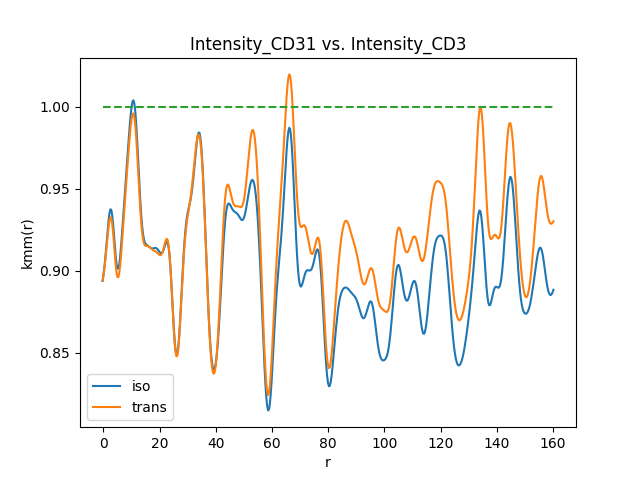 Intensity_CD31 vs. Intensity_CD3
kmm(r)
1.00
0.95
0.90
0.85
iso
trans
0 20 40 60 80 100 120 140 160
r